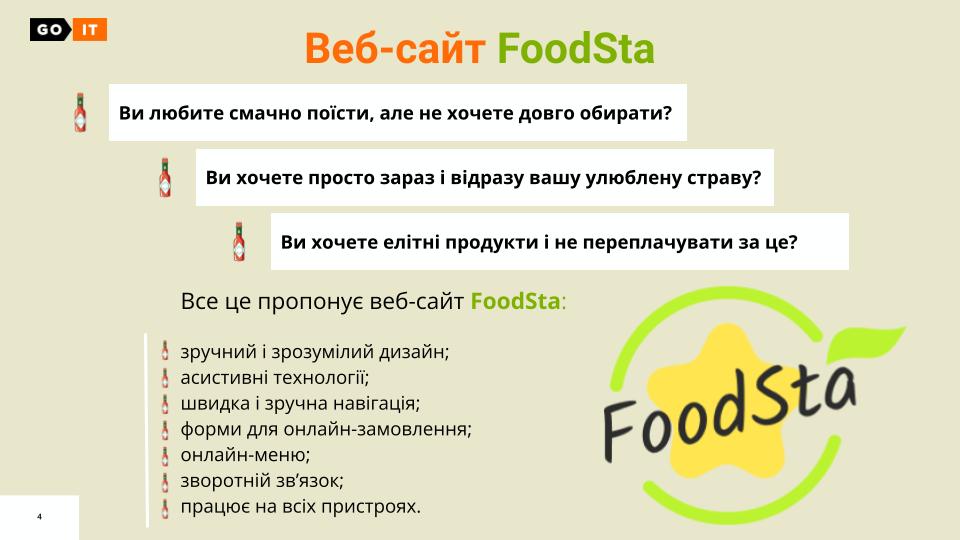 GO IT
Веб-сайт FoodSta
Ви любите смачно поїсти, але не хочете довго обирати?
Ви хочете просто зараз і відразу вашу улюблену страву?
Ви хочете елітні продукти і не переплачувати за це?
Все це пропонує веб-сайт FoodSta:
зручний і зрозумілий дизайн;
асистивні технології;
швидка і зручна навігація;
форми для онлайн-замовлення;
онлайн-меню;
зворотній зв’язок;
працює на всіх пристроях.
FoodSta
4